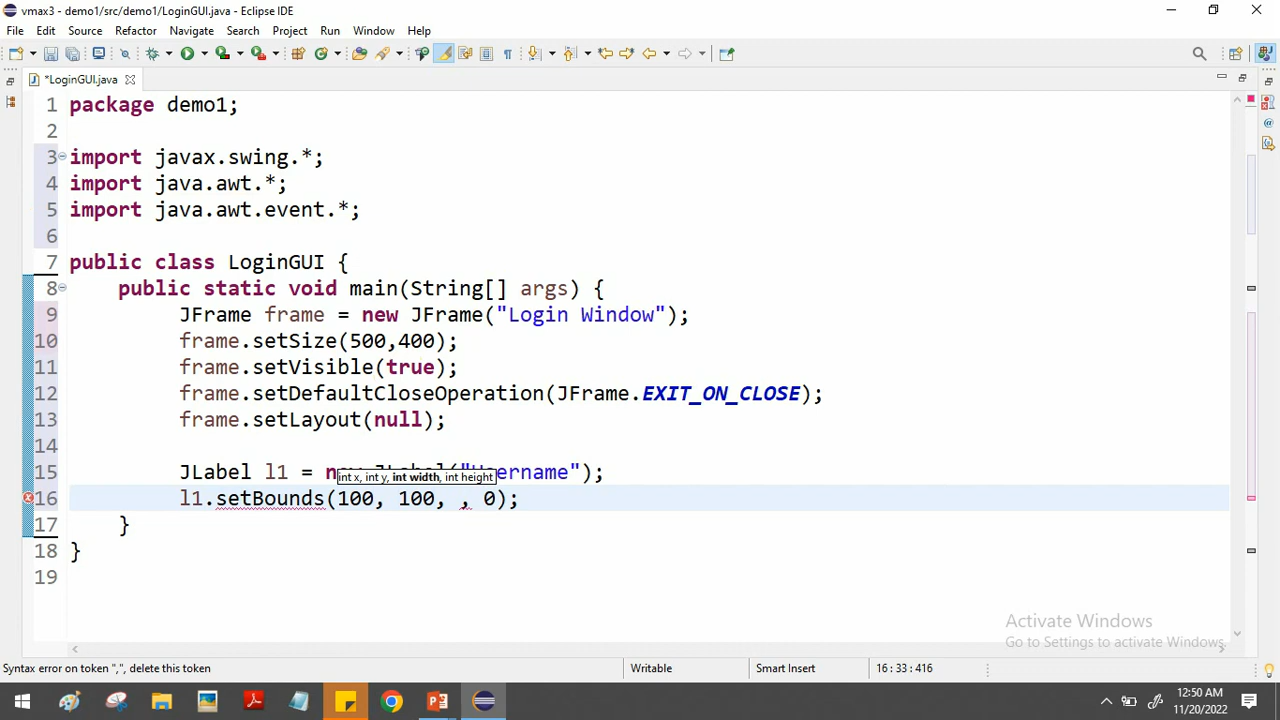 vmax3 - demo1/src/demo1/LoginGUI.java - Eclipse IDE
File Edit Source Refactor Navigate Search Project Run Window Help
*LoginGUI.java
1 package demo1;
2
3 import javax.swing.*;
4 import java.awt.*;
5 import java.awt.event.*;
6
7 public class LoginGUI {
8 public static void main(String[] args) {
9 JFrame frame = new JFrame("Login Window");
10 frame.setSize(500,400);
11 frame.setVisible(true);
12 frame.setDefaultCloseOperation(JFrame.EXIT_ON_CLOSE);
13 frame.setLayout(null);
14
15 JLabel l1 = new JLabel("Username");
int x, int y, int width, int height
16 l1.setBounds(100, 100, , 0);
17 }
18 }
19
Activate Windows
Go to Settings to activate Windows.
Syntax error on token ",", delete this token Writable Smart Insert 16 : 33 : 416
12:50 AM
11/20/2022